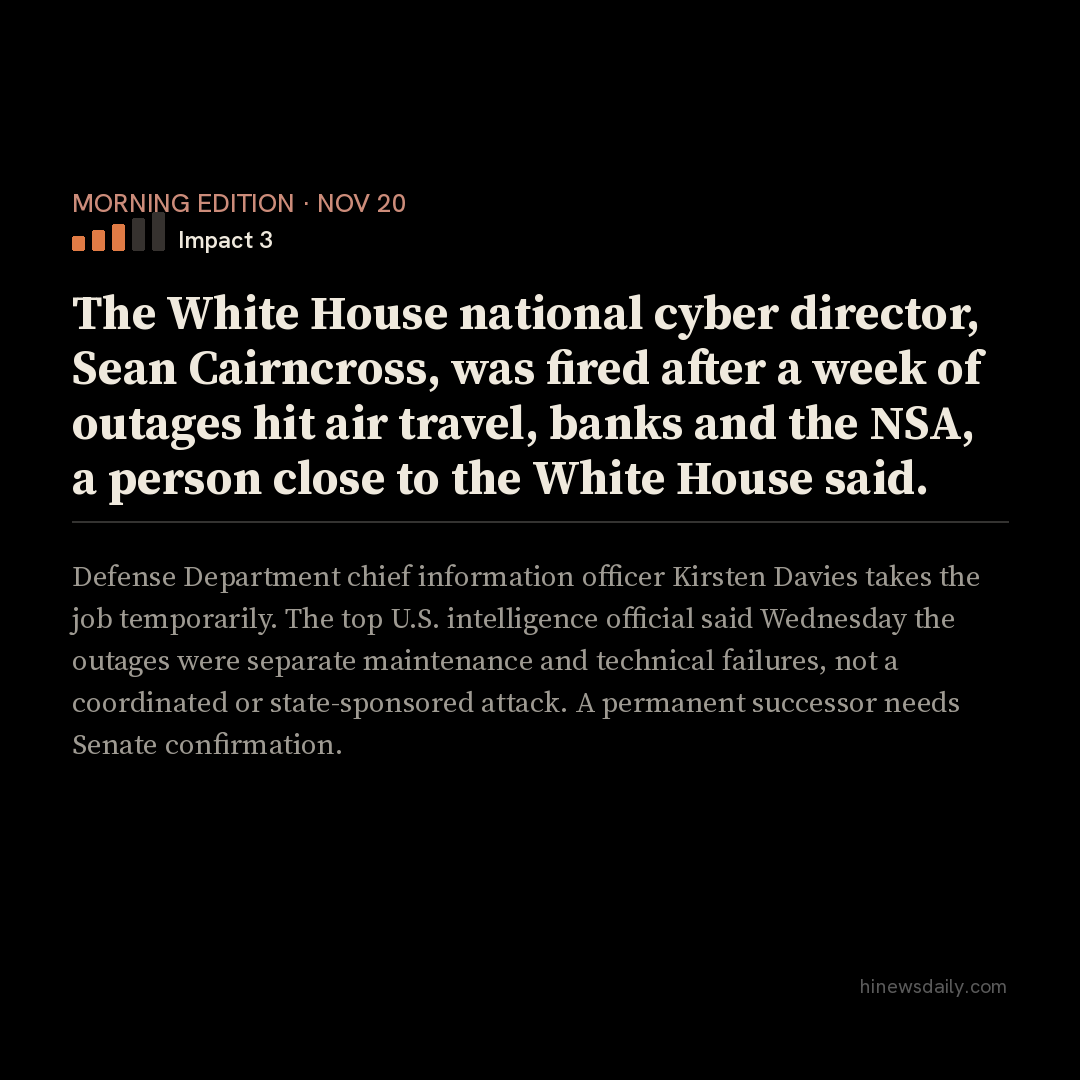 MORNING EDITION · NOV 20
Impact 3
The White House national cyber director,
Sean Cairncross, was fired after a week of
outages hit air travel, banks and the NSA,
a person close to the White House said.
Defense Department chief information officer Kirsten Davies takes the
job temporarily. The top U.S. intelligence official said Wednesday the
outages were separate maintenance and technical failures, not a
coordinated or state-sponsored attack. A permanent successor needs
Senate confirmation.
hinewsdaily.com